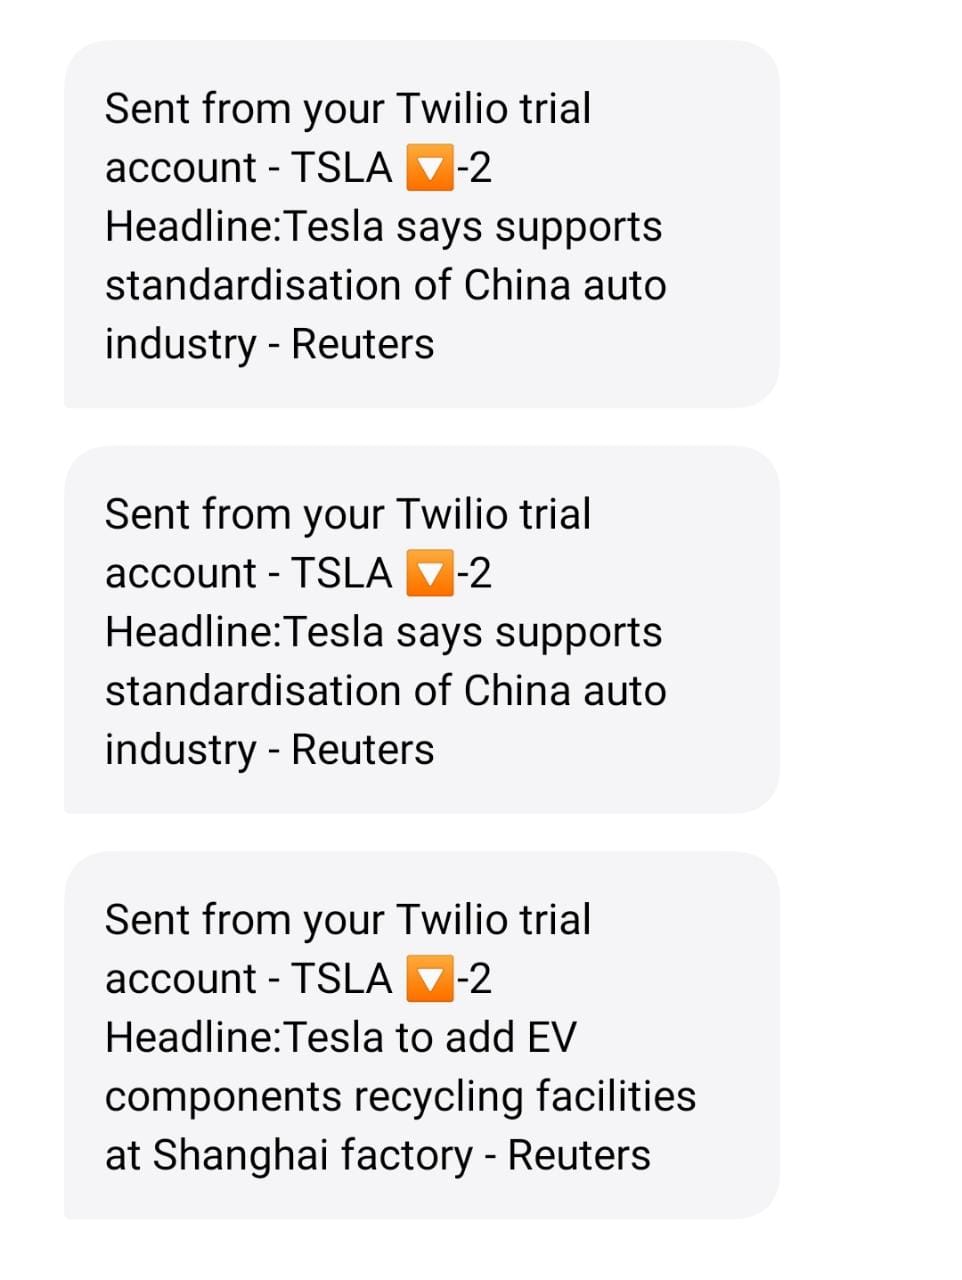 Sent from your Twilio trial
account - TSLA 🔽-2
Headline:Tesla says supports
standardisation of China auto
industry - Reuters
Sent from your Twilio trial
account - TSLA 🔽-2
Headline:Tesla says supports
standardisation of China auto
industry - Reuters
Sent from your Twilio trial
account - TSLA 🔽-2
Headline:Tesla to add EV
components recycling facilities
at Shanghai factory - Reuters